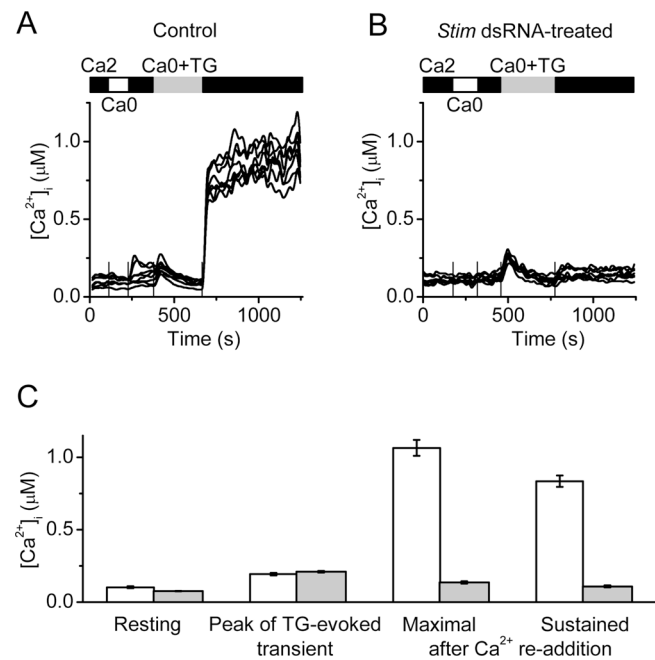 A
Control
Ca2
Ca0+TG
Ca0
[Ca²⁺]ᵢ (μM)
1.0
0.5
0.0
0
500
1000
Time (s)
B
Stim dsRNA-treated
Ca2
Ca0+TG
Ca0
[Ca²⁺]ᵢ (μM)
1.0
0.5
0.0
0
500
1000
Time (s)
C
[Ca²⁺]ᵢ (μM)
1.0
0.5
0.0
Resting
Peak of TG-evoked
transient
Maximal
Sustained
after Ca²⁺ re-addition